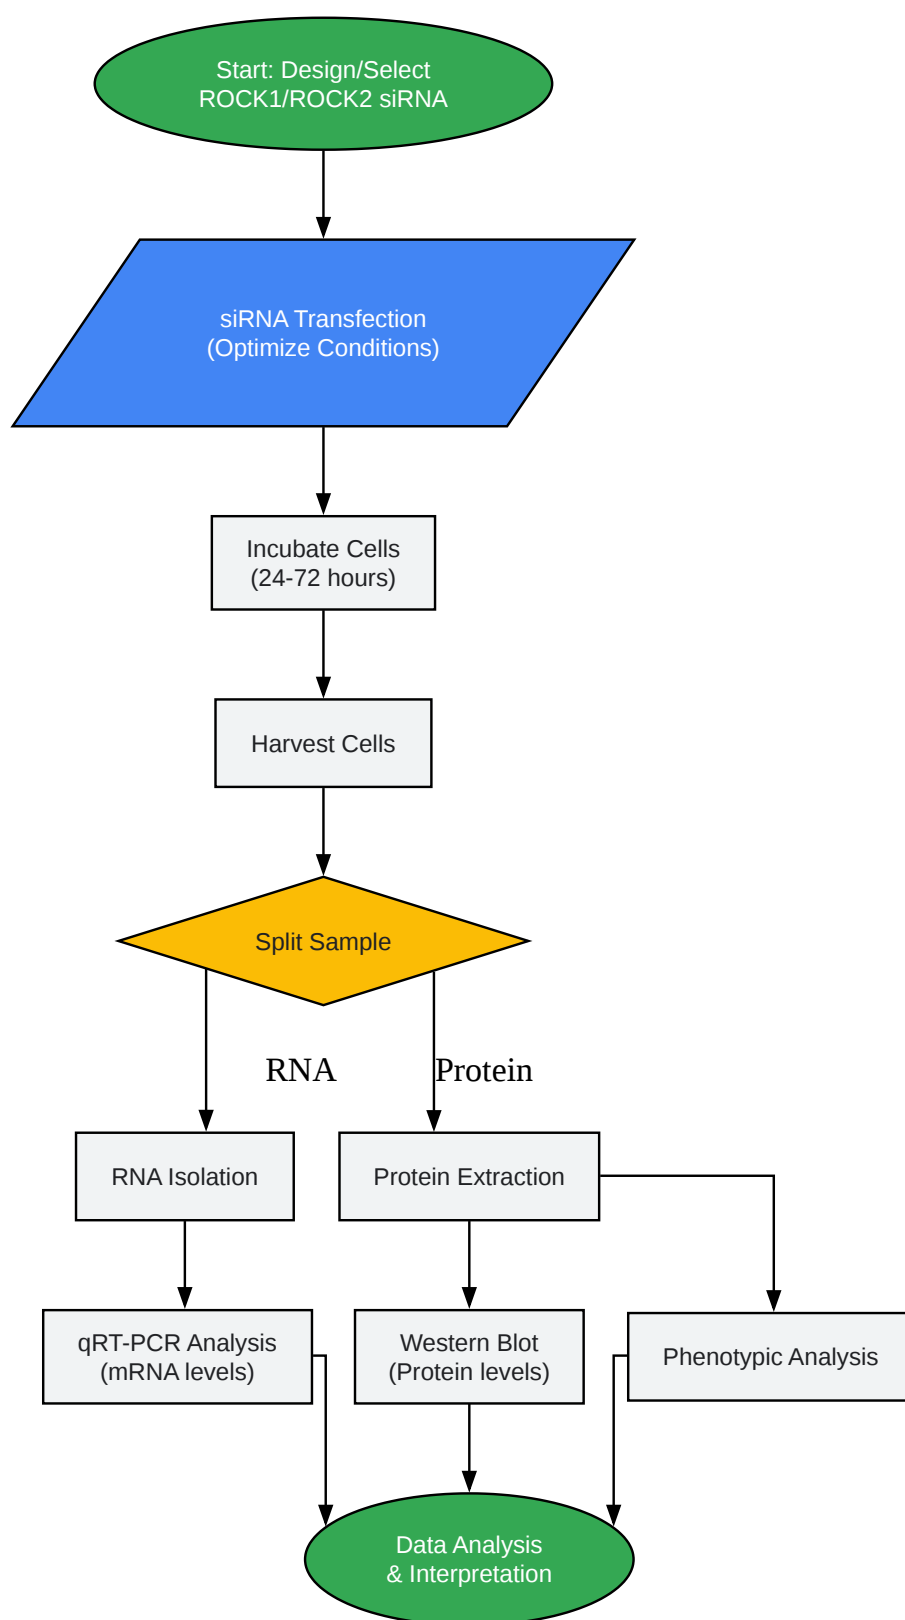 Start: Design/Select
ROCK1/ROCK2 siRNA
siRNA Transfection
(Optimize Conditions)
Incubate Cells
(24-72 hours)
Harvest Cells
Split Sample
RNA
Protein
RNA Isolation
Protein Extraction
qRT-PCR Analysis
(mRNA levels)
Western Blot
(Protein levels)
Phenotypic Analysis
Data Analysis
& Interpretation